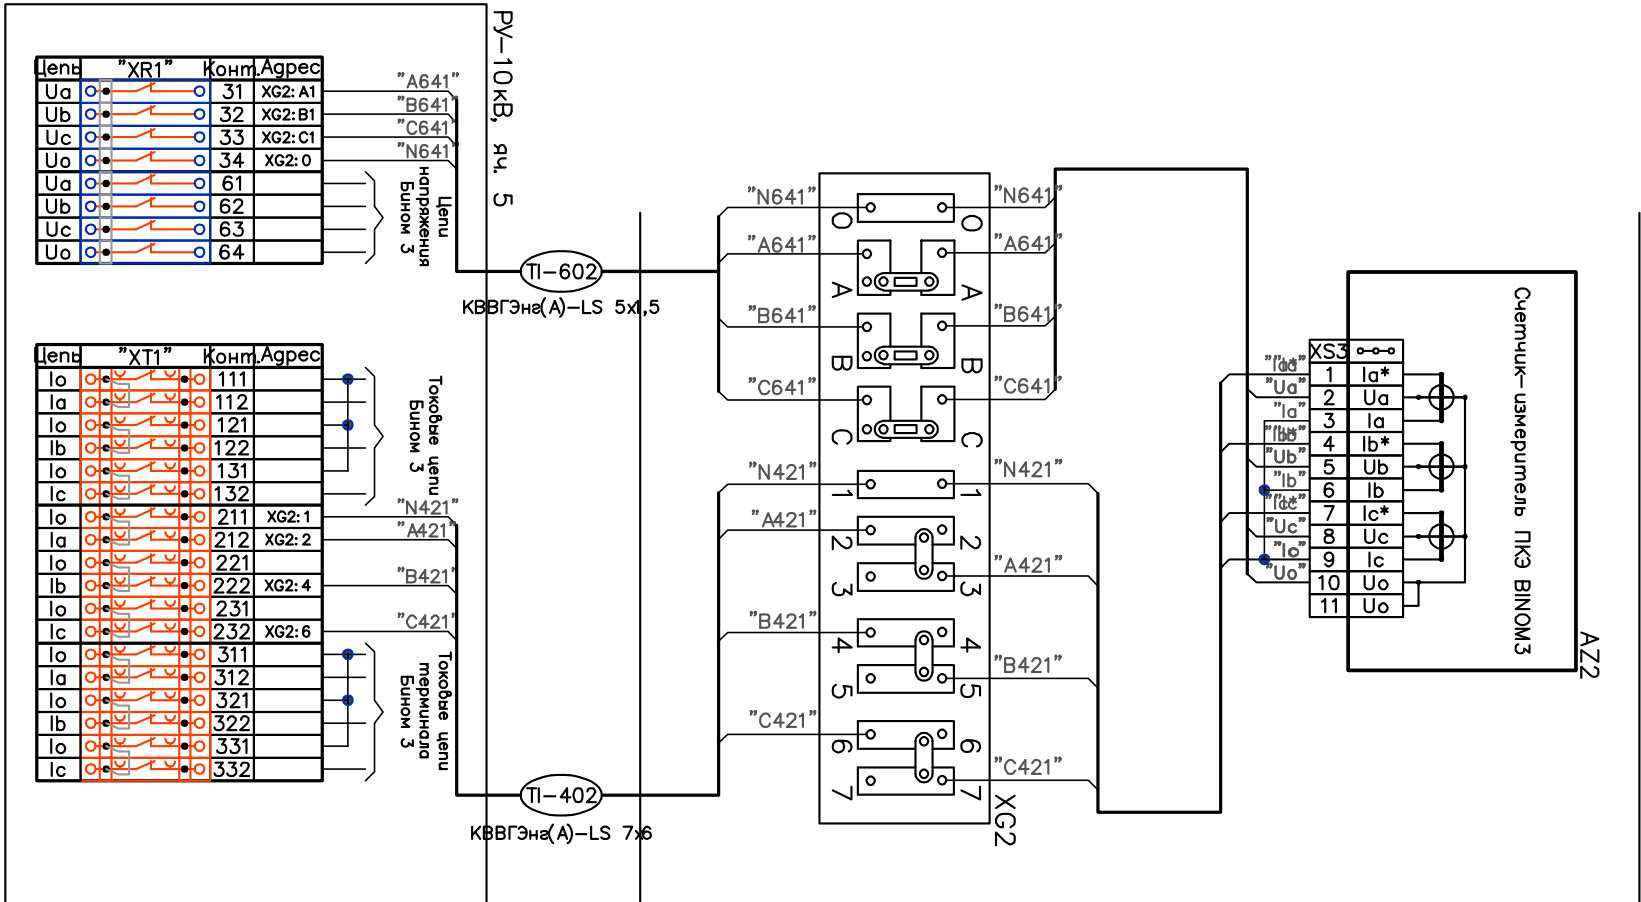 РУ-10кВ, яч. 5
Цепь "XR1" Конт. Адрес
Ua 31 XG2:A1 "A641"
Ub 32 XG2:B1 "B641"
Uc 33 XG2:C1 "C641"
Uo 34 XG2:0 "N641"
Ua 61
Ub 62
Uc 63
Uo 64
Цепи
напряжения
Бином 3
TI-602
КВВГЭнг(А)-LS 5x1,5
Цепь "XT1" Конт. Адрес
Io 111
Ia 112
Io 121
Ib 122
Io 131
Ic 132
Io 211 XG2:1 "N421"
Ia 212 XG2:2 "A421"
Io 221
Ib 222 XG2:4 "B421"
Io 231
Ic 232 XG2:6 "C421"
Io 311
Ia 312
Io 321
Ib 322
Io 331
Ic 332
Токовые цепи
Бином 3
Токовые цепи
терминала
Бином 3
TI-402
КВВГЭнг(А)-LS 7x6
"N641" 0 0 "N641"
"A641" A A "A641"
"B641" B B "B641"
"C641" C C "C641"
"N421" 1 1 "N421"
"A421" 2 2
3 3 "A421"
"B421" 4 4
5 5 "B421"
"C421" 6 6
7 7 "C421"
XG2
XS3
1 Ia*
"Ua" 2 Ua
"Ia" 3 Ia
4 Ib*
"Ub" 5 Ub
"Ib" 6 Ib
7 Ic*
"Uc" 8 Uc
"Io" 9 Ic
"Uo" 10 Uo
11 Uo
Счетчик-измеритель ПКЭ BINOM3
AZ2